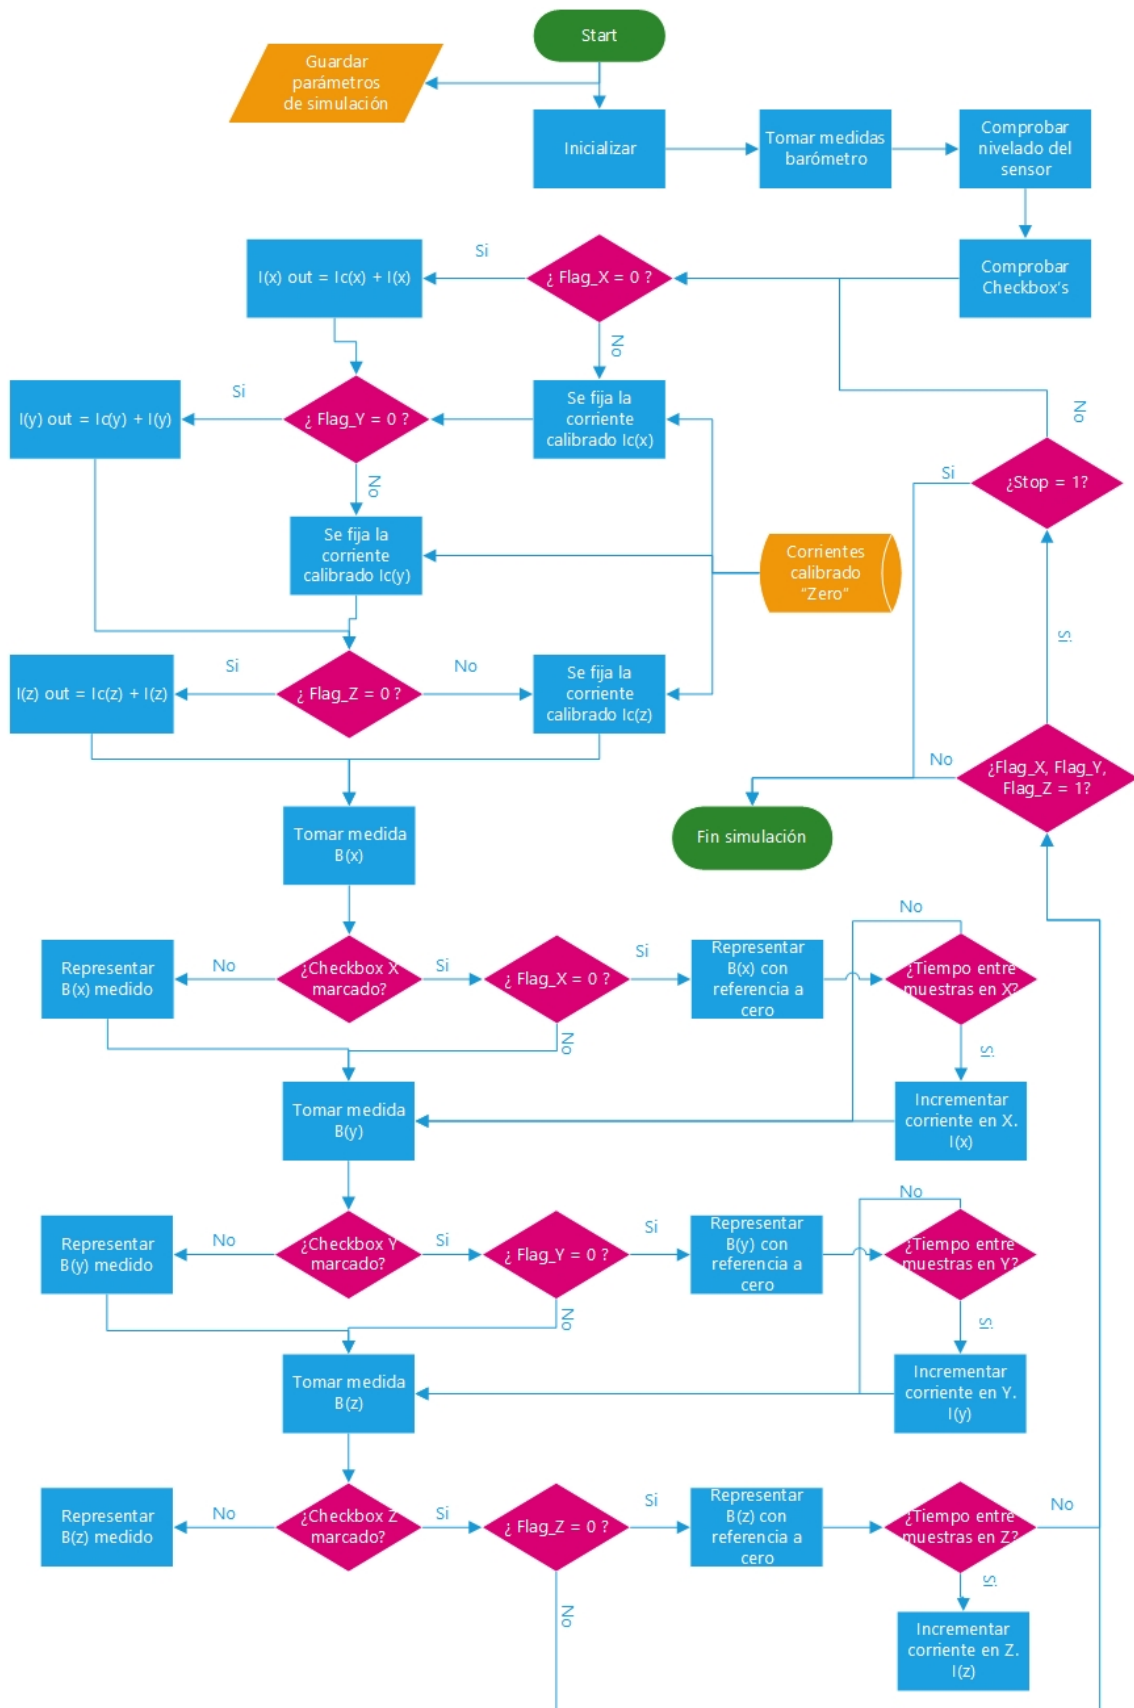 Start
Guardar
parámetros
de simulación
Inicializar
Tomar medidas
barómetro
Comprobar
nivelado del
sensor
Comprobar
Checkbox's
¿ Flag_X = 0 ?
Si
No
I(x) out = Ic(x) + I(x)
Se fija la
corriente
calibrado Ic(x)
¿ Flag_Y = 0 ?
Si
No
I(y) out = Ic(y) + I(y)
Se fija la
corriente
calibrado Ic(y)
Corrientes
calibrado
"Zero"
¿ Flag_Z = 0 ?
Si
No
I(z) out = Ic(z) + I(z)
Se fija la
corriente
calibrado Ic(z)
¿Stop = 1?
No
Si
Si
¿Flag_X, Flag_Y,
Flag_Z = 1?
No
Fin simulación
Tomar medida
B(x)
¿Checkbox X
marcado?
No
Si
Representar
B(x) medido
¿ Flag_X = 0 ?
Si
No
Representar
B(x) con
referencia a
cero
¿Tiempo entre
muestras en X?
No
Si
Incrementar
corriente en X.
I(x)
Tomar medida
B(y)
¿Checkbox Y
marcado?
No
Si
Representar
B(y) medido
¿ Flag_Y = 0 ?
Si
No
Representar
B(y) con
referencia a
cero
¿Tiempo entre
muestras en Y?
No
Si
Incrementar
corriente en Y.
I(y)
Tomar medida
B(z)
¿Checkbox Z
marcado?
No
Si
Representar
B(z) medido
¿ Flag_Z = 0 ?
Si
No
Representar
B(z) con
referencia a
cero
¿Tiempo entre
muestras en Z?
No
Si
Incrementar
corriente en Z.
I(z)